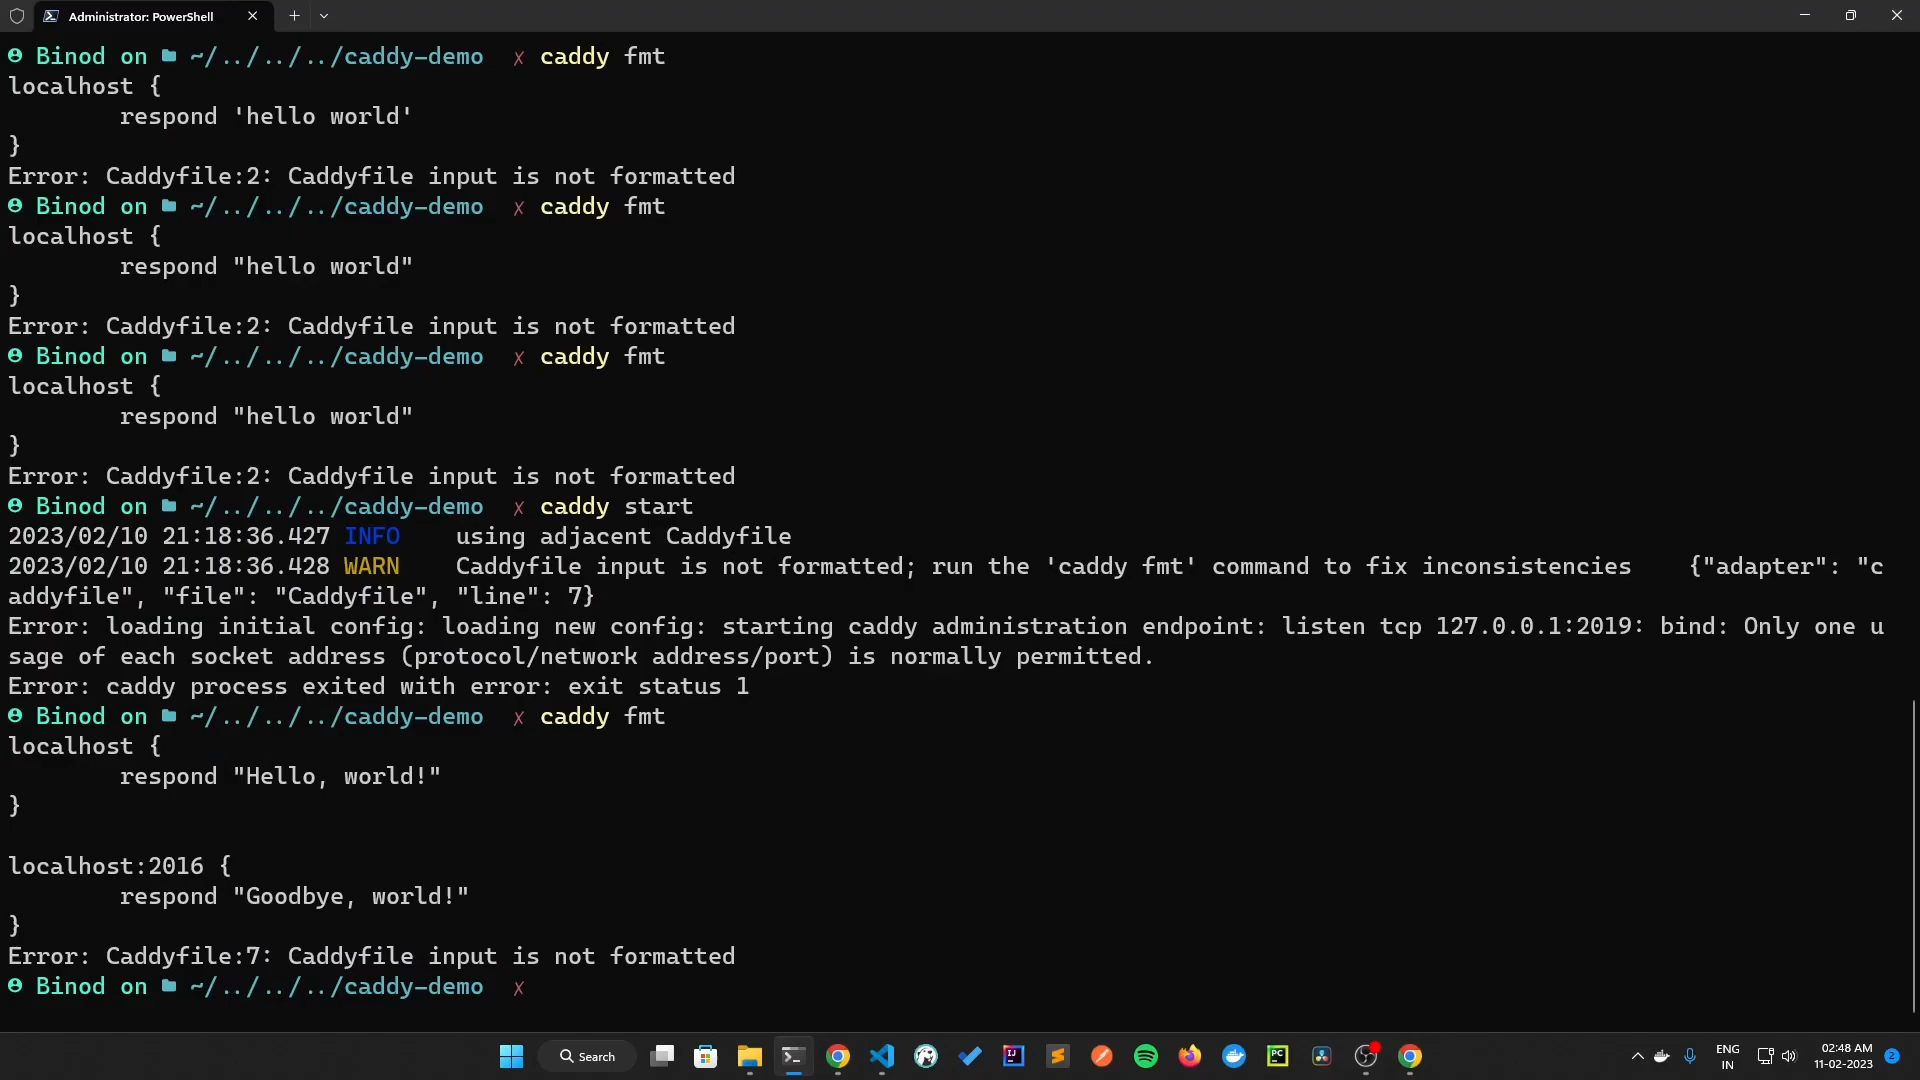 Administrator: PowerShell
Binod on ~/../../../caddy-demo ✗ caddy fmt
localhost {
respond 'hello world'
}
Error: Caddyfile:2: Caddyfile input is not formatted
Binod on ~/../../../caddy-demo ✗ caddy fmt
localhost {
respond "hello world"
}
Error: Caddyfile:2: Caddyfile input is not formatted
Binod on ~/../../../caddy-demo ✗ caddy fmt
localhost {
respond "hello world"
}
Error: Caddyfile:2: Caddyfile input is not formatted
Binod on ~/../../../caddy-demo ✗ caddy start
2023/02/10 21:18:36.427 INFO using adjacent Caddyfile
2023/02/10 21:18:36.428 WARN Caddyfile input is not formatted; run the 'caddy fmt' command to fix inconsistencies {"adapter": "c
addyfile", "file": "Caddyfile", "line": 7}
Error: loading initial config: loading new config: starting caddy administration endpoint: listen tcp 127.0.0.1:2019: bind: Only one u
sage of each socket address (protocol/network address/port) is normally permitted.
Error: caddy process exited with error: exit status 1
Binod on ~/../../../caddy-demo ✗ caddy fmt
localhost {
respond "Hello, world!"
}
localhost:2016 {
respond "Goodbye, world!"
}
Error: Caddyfile:7: Caddyfile input is not formatted
Binod on ~/../../../caddy-demo ✗
Search
IJ
PC
ENG
IN
02:48 AM
11-02-2023
2